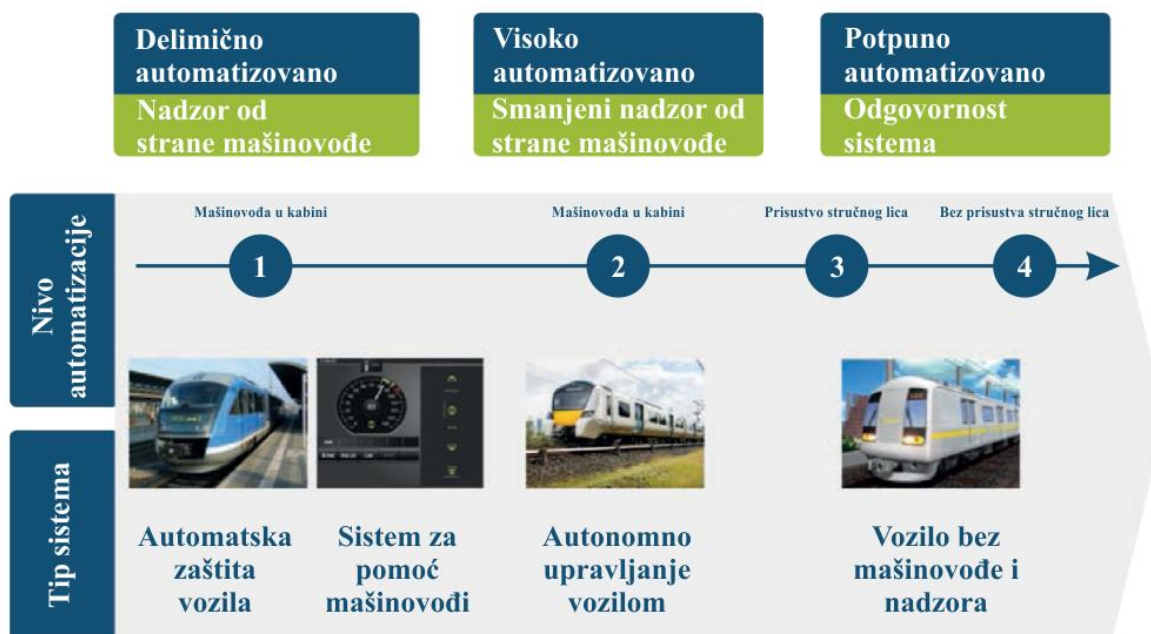 Delimično
automatizovano
Nadzor od
strane mašinovođe
Visoko
automatizovano
Smanjeni nadzor od
strane mašinovođe
Potpuno
automatizovano
Odgovornost
sistema
Nivo
automatizacije
Mašinovođa u kabini
Mašinovođa u kabini
Prisustvo stručnog lica
Bez prisustva stručnog lica
1
2
3
4
Tip sistema
Automatska
zaštita
vozila
Sistem za
pomoć
mašinovođi
Autonomno
upravljanje
vozilom
Vozilo bez
mašinovođe i
nadzora